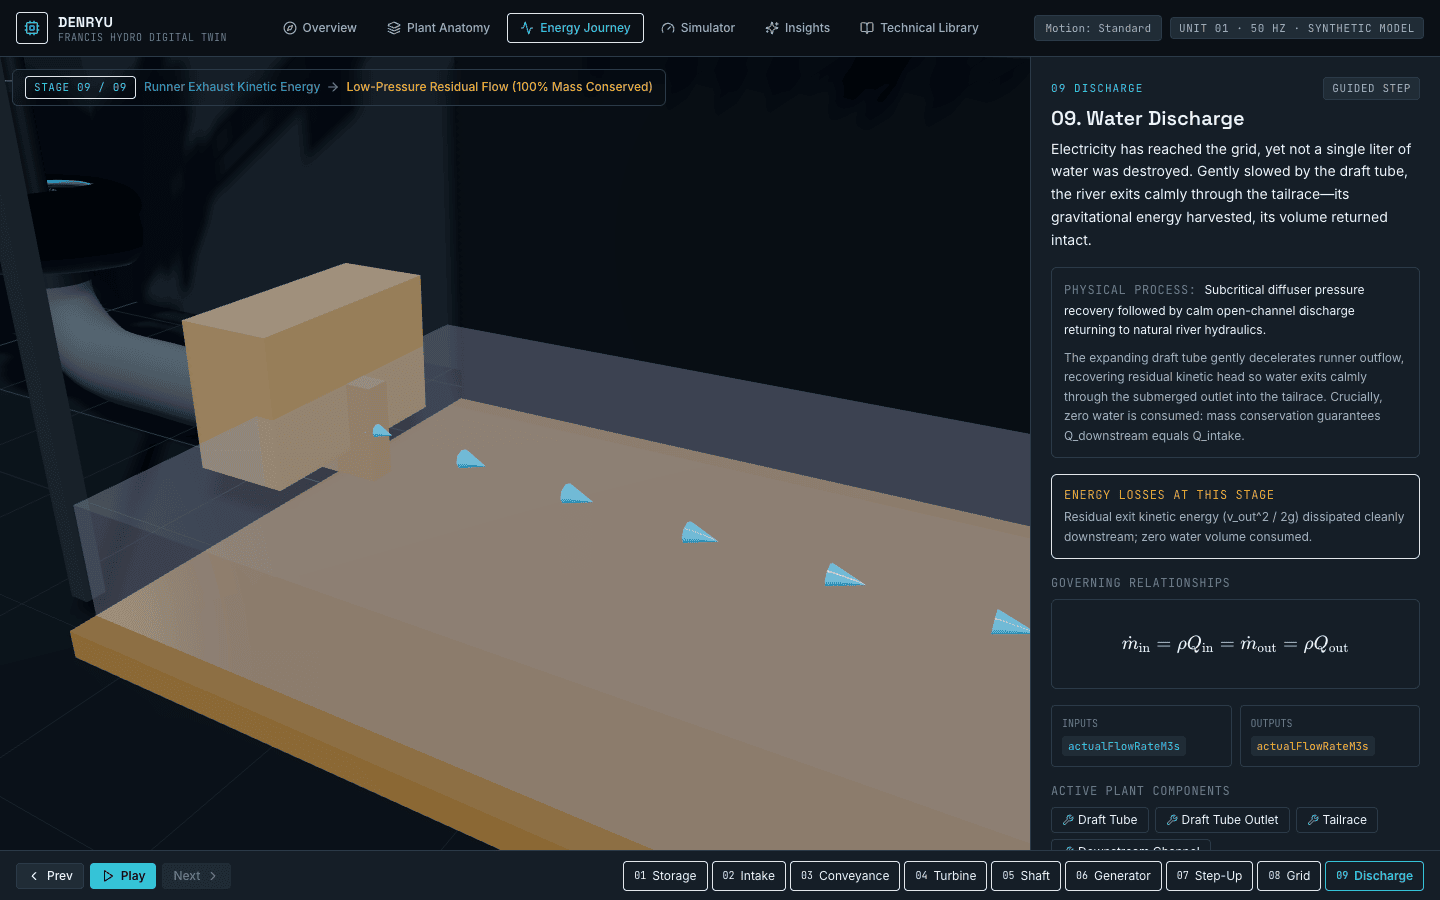 DENRYU
FRANCIS HYDRO DIGITAL TWIN
Overview
Plant Anatomy
Energy Journey
Simulator
Insights
Technical Library
Motion: Standard
UNIT 01 · 50 HZ · SYNTHETIC MODEL
STAGE 09 / 09
Runner Exhaust Kinetic Energy → Low-Pressure Residual Flow (100% Mass Conserved)
09 DISCHARGE
GUIDED STEP
09. Water Discharge
Electricity has reached the grid, yet not a single liter of
water was destroyed. Gently slowed by the draft tube,
the river exits calmly through the tailrace—its
gravitational energy harvested, its volume returned
intact.
PHYSICAL PROCESS: Subcritical diffuser pressure
recovery followed by calm open-channel discharge
returning to natural river hydraulics.
The expanding draft tube gently decelerates runner outflow,
recovering residual kinetic head so water exits calmly
through the submerged outlet into the tailrace. Crucially,
zero water is consumed: mass conservation guarantees
Q_downstream equals Q_intake.
ENERGY LOSSES AT THIS STAGE
Residual exit kinetic energy (v_out^2 / 2g) dissipated cleanly
downstream; zero water volume consumed.
GOVERNING RELATIONSHIPS
ṁin = ρQin = ṁout = ρQout
INPUTS
actualFlowRateM3s
OUTPUTS
actualFlowRateM3s
ACTIVE PLANT COMPONENTS
Draft Tube
Draft Tube Outlet
Tailrace
Downstream Channel
Prev
Play
Next
01 Storage
02 Intake
03 Conveyance
04 Turbine
05 Shaft
06 Generator
07 Step-Up
08 Grid
09 Discharge